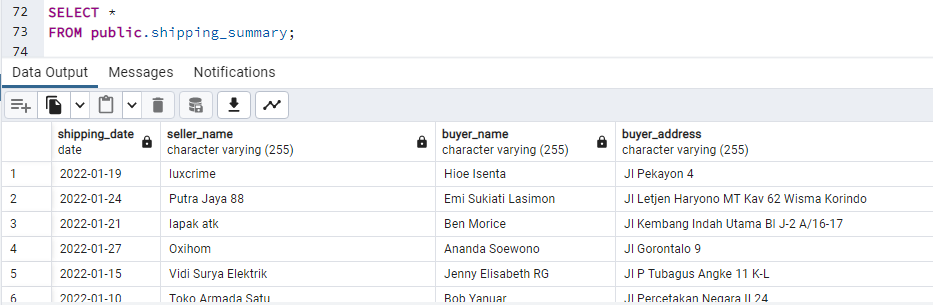 72 SELECT *
73 FROM public.shipping_summary;
74
Data Output Messages Notifications
shipping_date seller_name buyer_name buyer_address
date character varying (255) character varying (255) character varying (255)
1 2022-01-19 luxcrime Hioe Isenta Jl Pekayon 4
2 2022-01-24 Putra Jaya 88 Emi Sukiati Lasimon Jl Letjen Haryono MT Kav 62 Wisma Korindo
3 2022-01-21 lapak atk Ben Morice Jl Kembang Indah Utama Bl J-2 A/16-17
4 2022-01-27 Oxihom Ananda Soewono Jl Gorontalo 9
5 2022-01-15 Vidi Surya Elektrik Jenny Elisabeth RG Jl P Tubagus Angke 11 K-L
6 2022-01-10 Toko Armada Satu Bob Yanuar Jl Percetakan Negara II 24